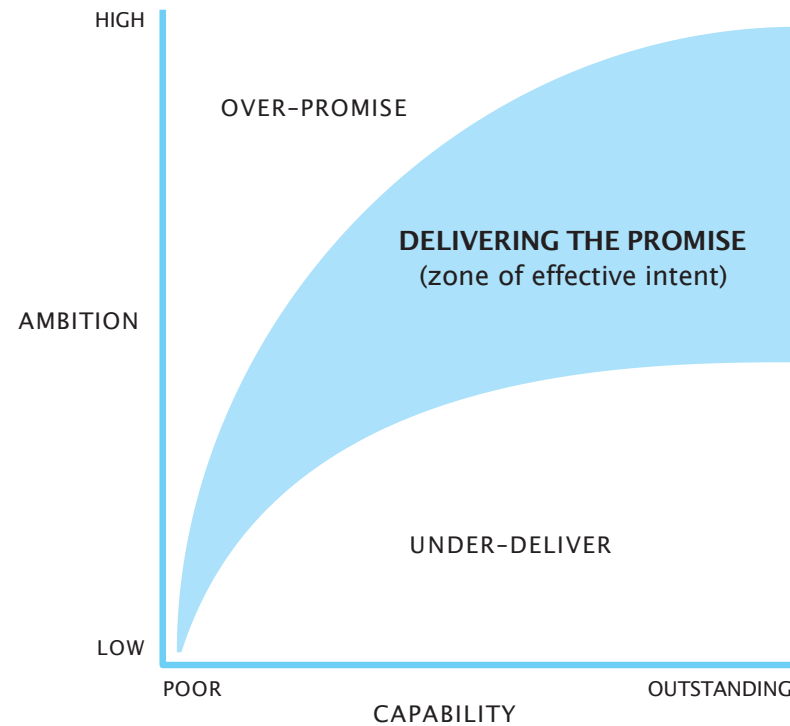 HIGH
OVER-PROMISE
DELIVERING THE PROMISE
(zone of effective intent)
AMBITION
UNDER-DELIVER
LOW
POOR
OUTSTANDING
CAPABILITY